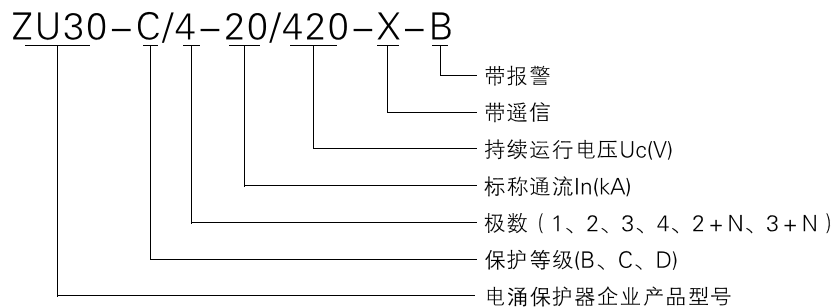 ZU30-C/4-20/420-X-B
带报警
带遥信
持续运行电压Uc(V)
标称通流In(kA)
极数（1、2、3、4、2+N、3+N）
保护等级(B、C、D)
电涌保护器企业产品型号